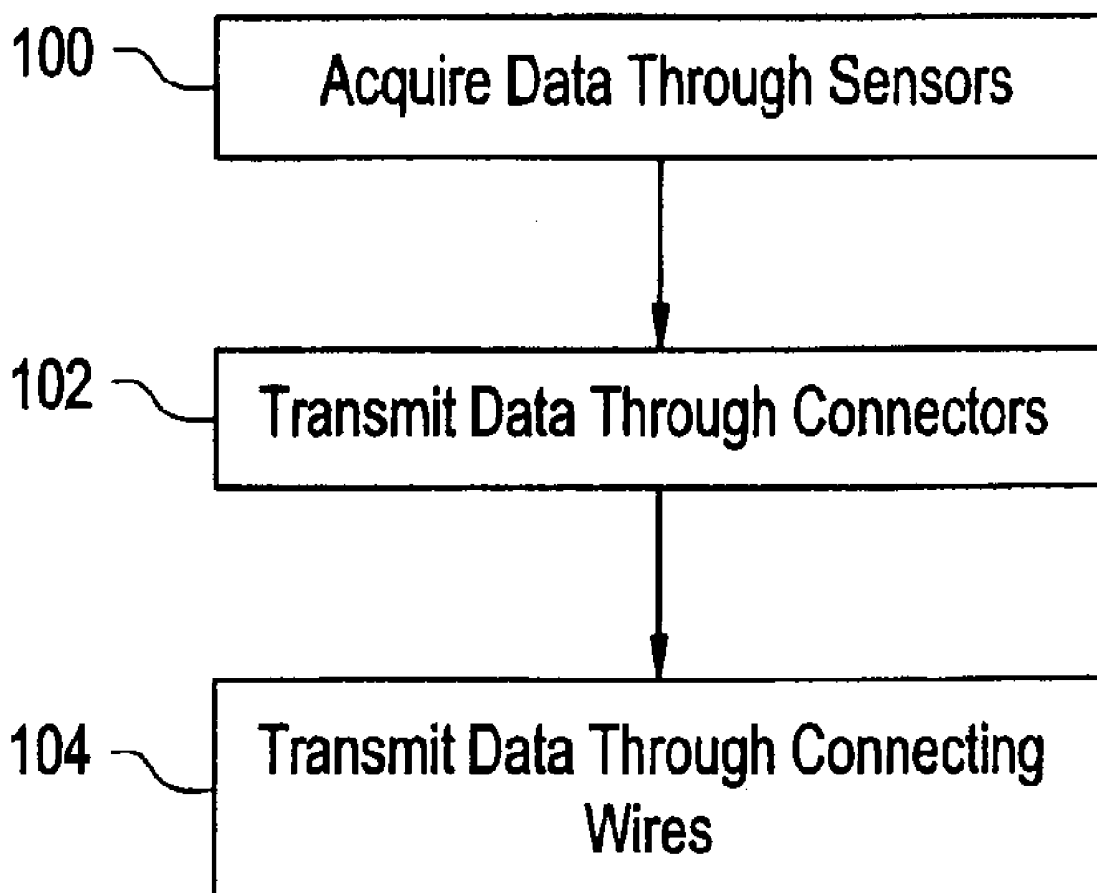 100
Acquire Data Through Sensors
102
Transmit Data Through Connectors
104
Transmit Data Through Connecting
Wires